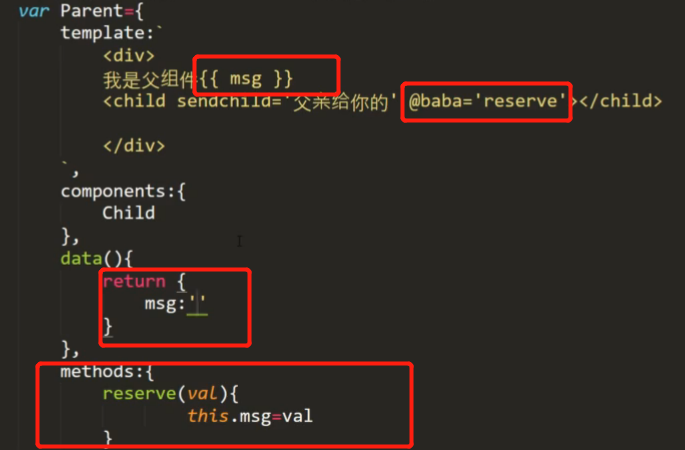 var Parent={
template:`
<div>
我是父组件{{ msg }}
<child sendchild='父亲给你的' @baba='reserve'></child>
</div>
`,
components:{
Child
},
data(){
return {
msg:''
}
},
methods:{
reserve(val){
this.msg=val
}